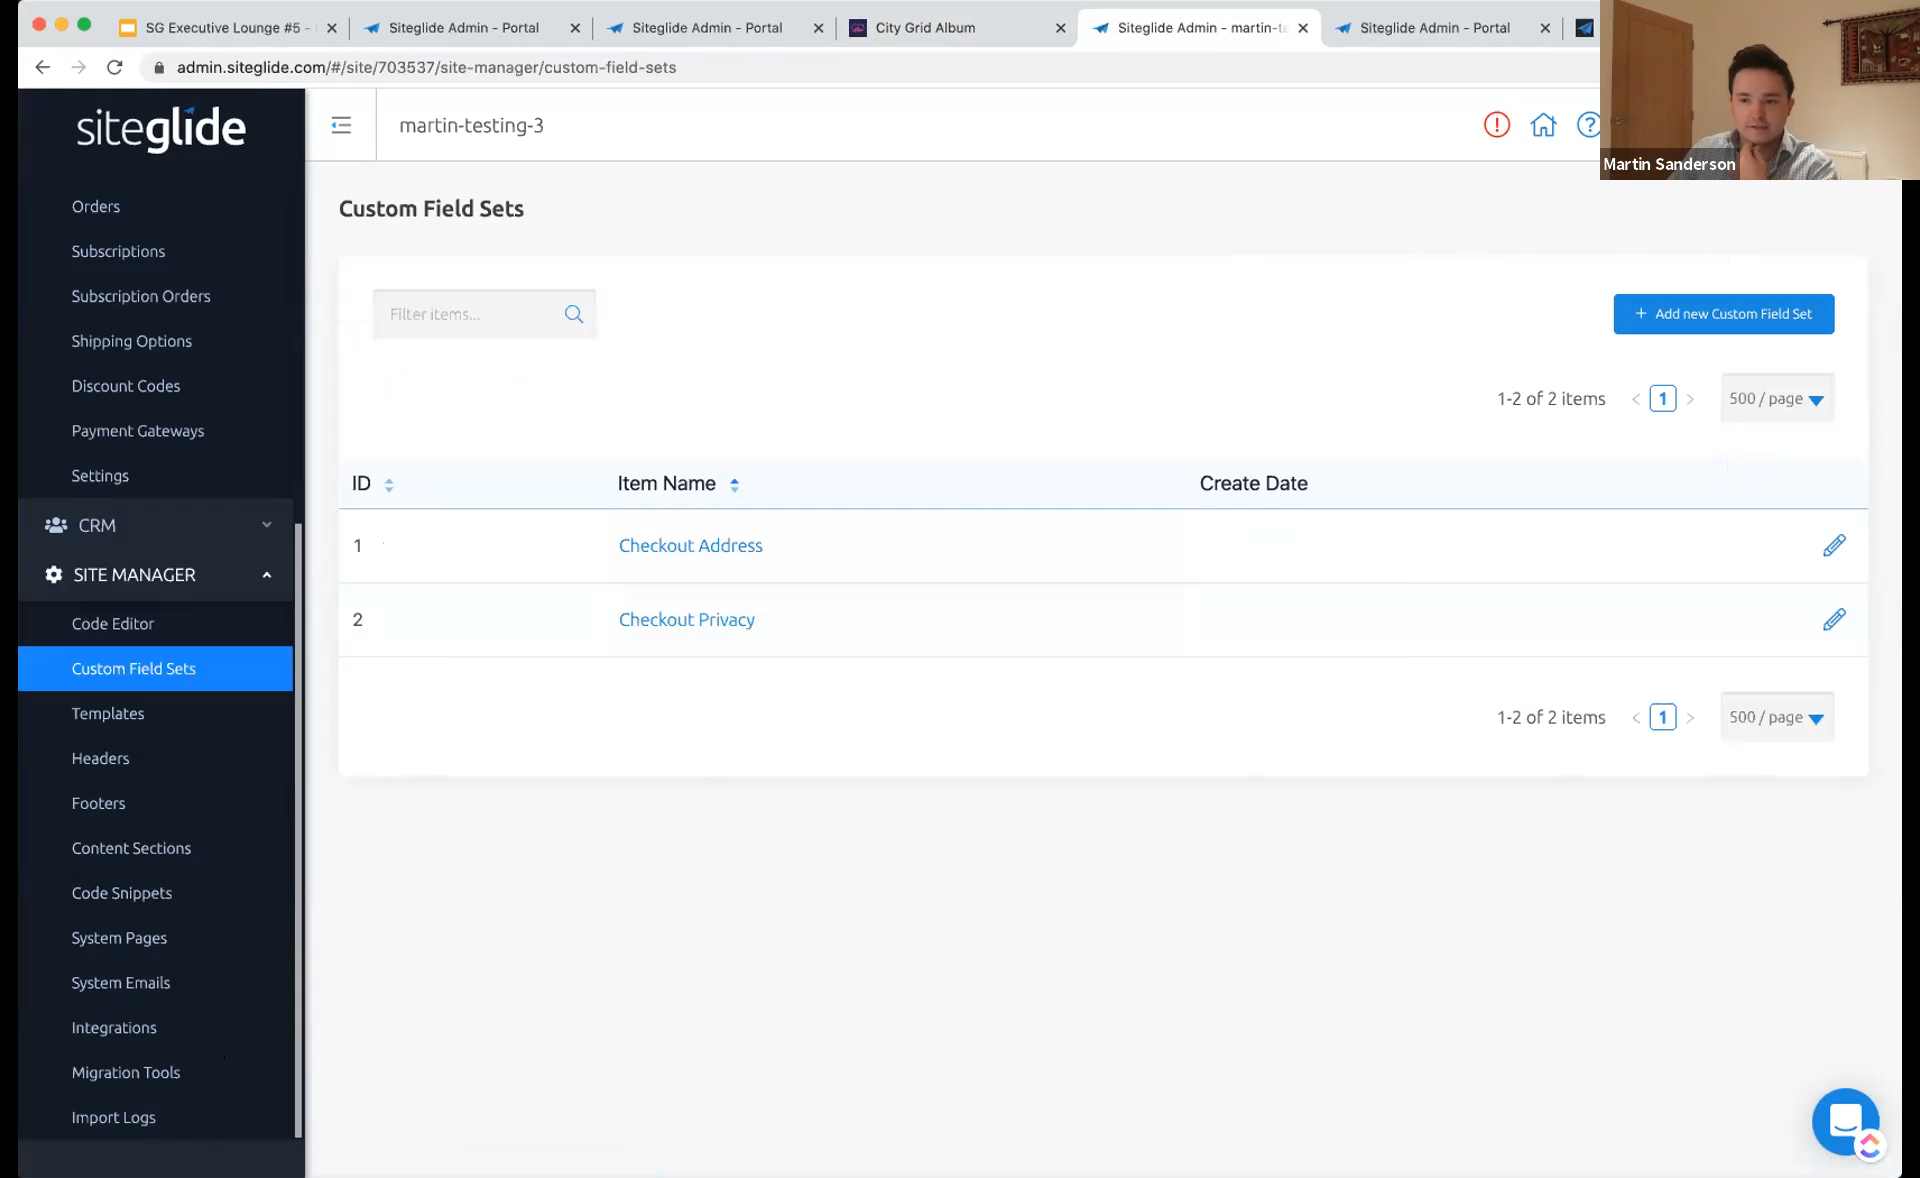 SG Executive Lounge #5 -
Siteglide Admin - Portal
Siteglide Admin - Portal
City Grid Album
Siteglide Admin - martin-te
Siteglide Admin - Portal
admin.siteglide.com/#/site/703537/site-manager/custom-field-sets
siteglide
martin-testing-3
Martin Sanderson
Orders
Subscriptions
Subscription Orders
Shipping Options
Discount Codes
Payment Gateways
Settings
CRM
SITE MANAGER
Code Editor
Custom Field Sets
Templates
Headers
Footers
Content Sections
Code Snippets
System Pages
System Emails
Integrations
Migration Tools
Import Logs
Custom Field Sets
Filter items...
+ Add new Custom Field Set
1-2 of 2 items < 1 > 500 / page
ID Item Name Create Date
1 Checkout Address
2 Checkout Privacy
1-2 of 2 items < 1 > 500 / page